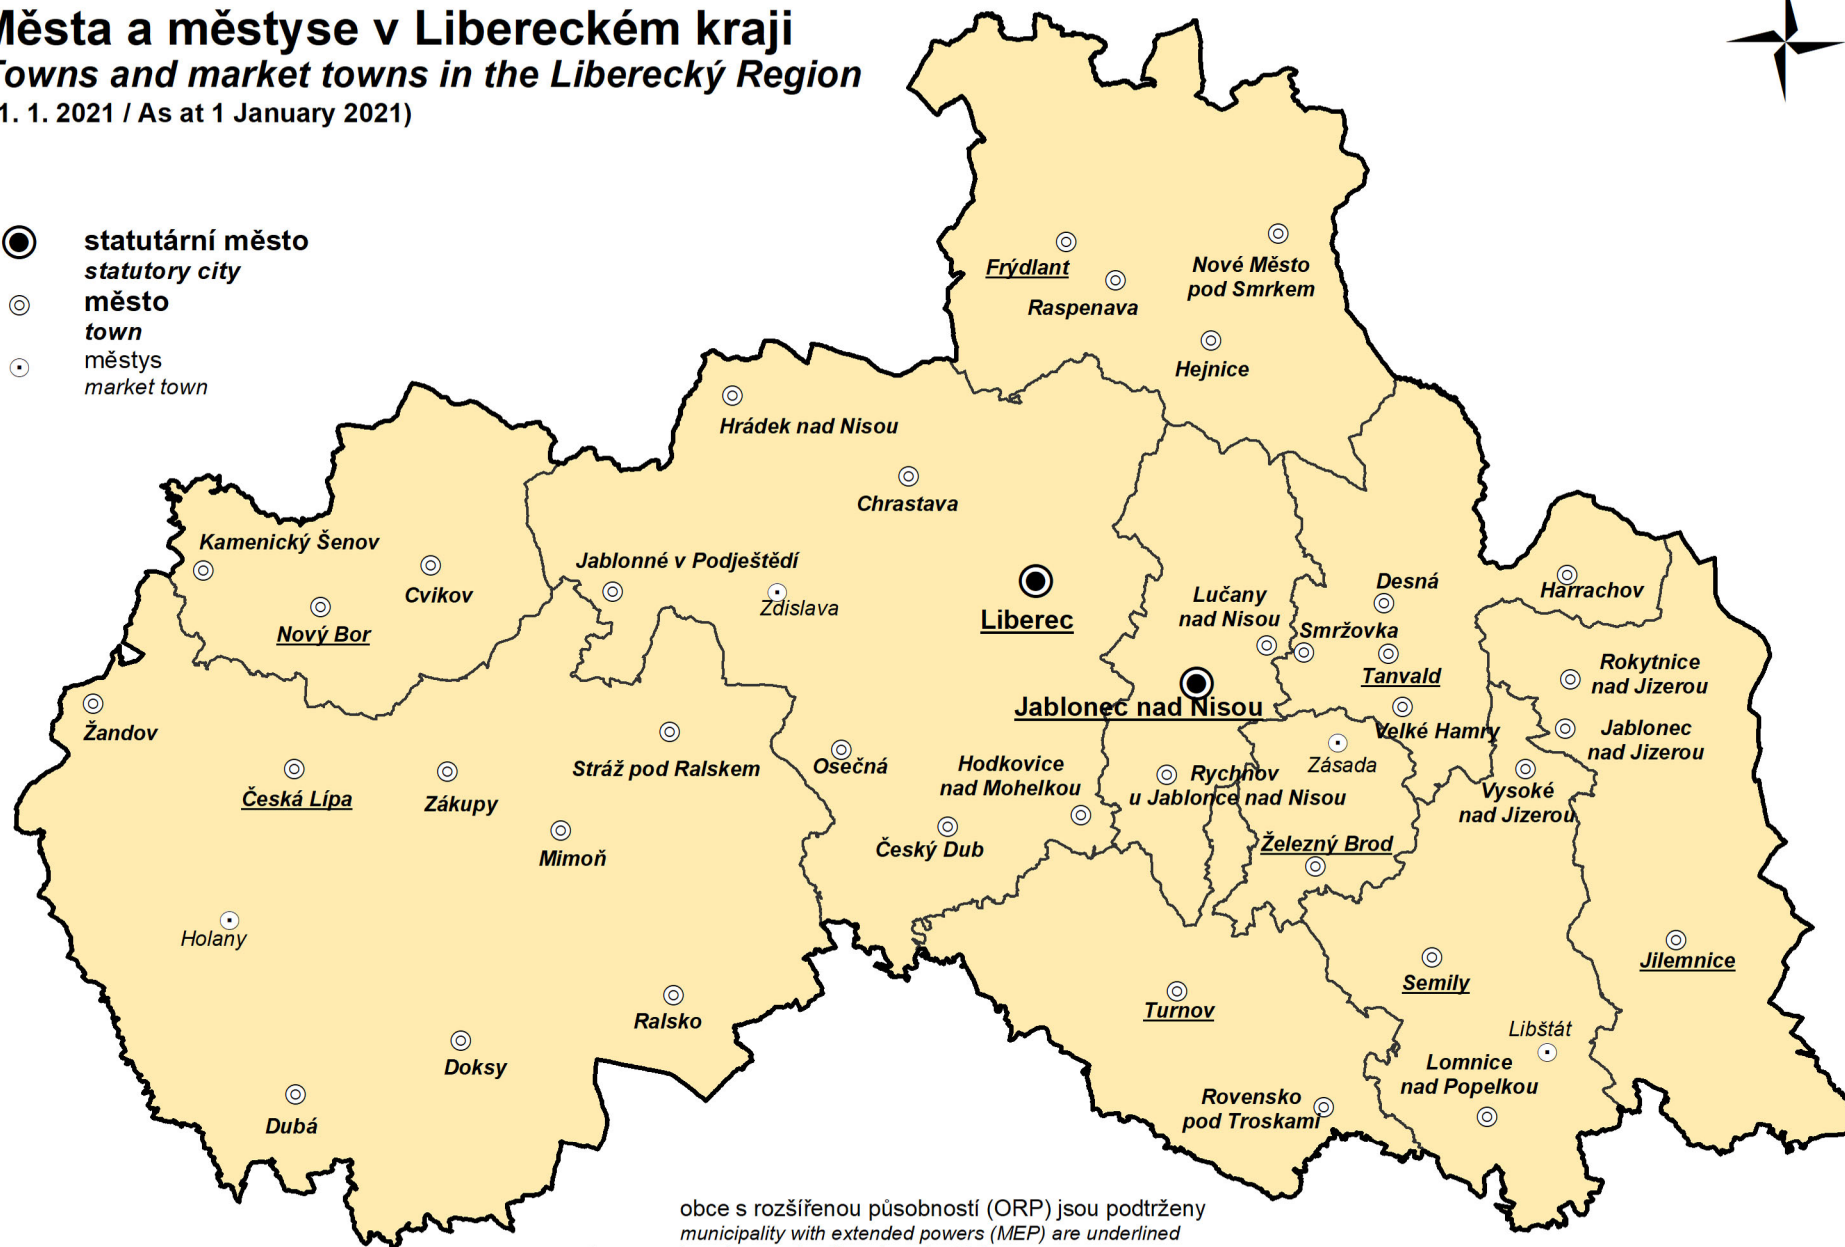 Města a městyse v Libereckém kraji
Towns and market towns in the Liberecký Region
1. 1. 2021 / As at 1 January 2021)
statutární město
statutory city
město
town
městys
market town
Frýdlant
Raspenava
Nové Město
pod Smrkem
Hejnice
Hrádek nad Nisou
Chrastava
Kamenický Šenov
Cvikov
Nový Bor
Jablonné v Podještědí
Zdislava
Liberec
Lučany
nad Nisou
Desná
Smržovka
Tanvald
Harrachov
Rokytnice
nad Jizerou
Jablonec nad Nisou
Velké Hamry
Jablonec
nad Jizerou
Žandov
Česká Lípa
Zákupy
Stráž pod Ralskem
Osečná
Hodkovice
nad Mohelkou
Rychnov
u Jablonce nad Nisou
Zásada
Vysoké
nad Jizerou
Mimoň
Český Dub
Železný Brod
Holany
Ralsko
Doksy
Dubá
Turnov
Semily
Jilemnice
Libštát
Lomnice
nad Popelkou
Rovensko
pod Troskami
obce s rozšířenou působností (ORP) jsou podtrženy
municipality with extended powers (MEP) are underlined